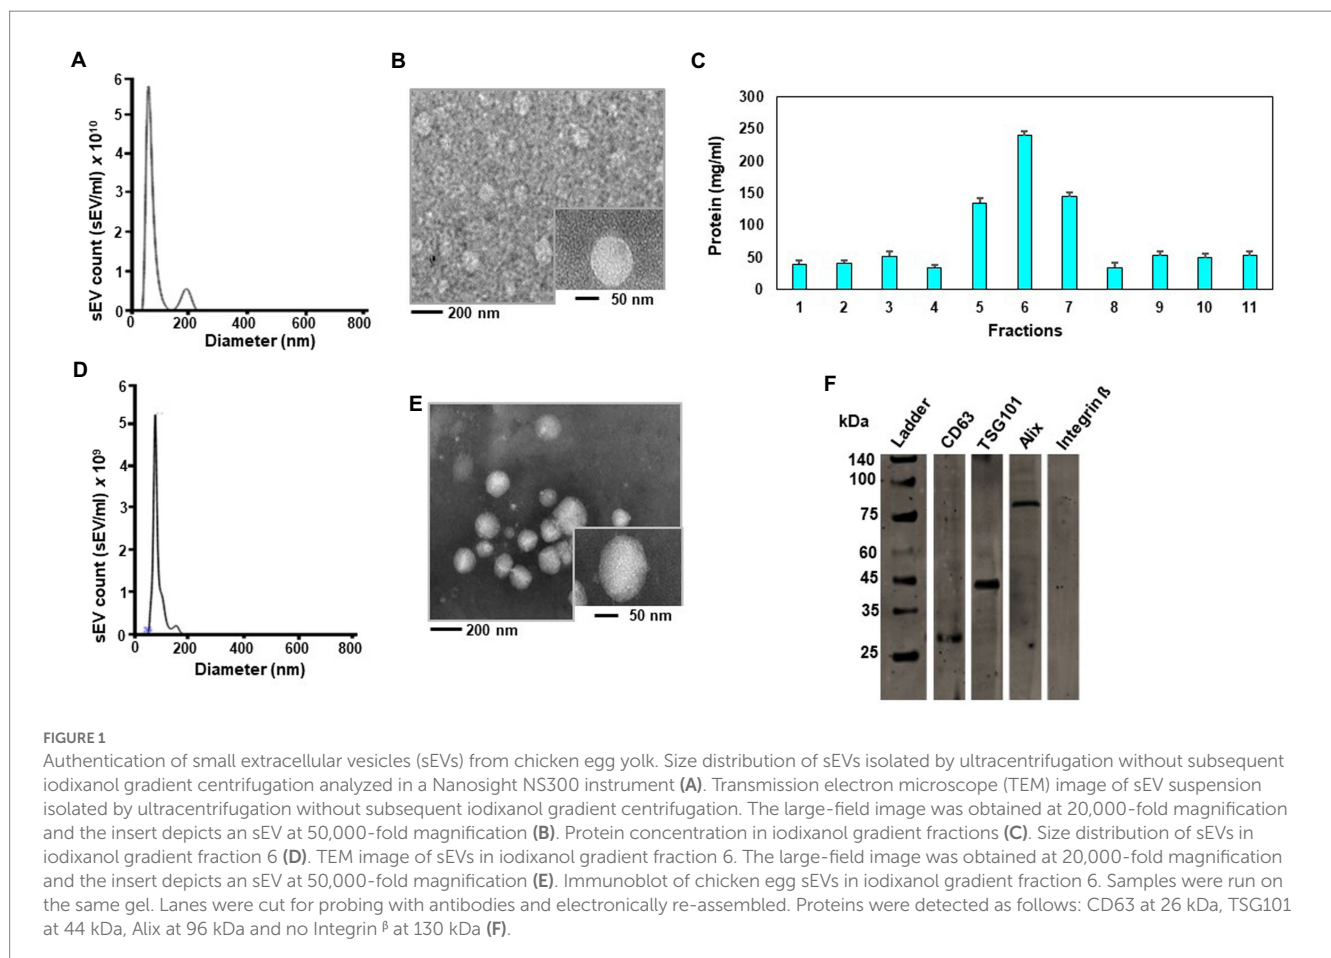 A
sEV count (sEV/ml) x 10¹⁰
6
5
4
3
2
1
0
0 200 400 600 800
Diameter (nm)
B
200 nm
50 nm
C
Protein (mg/ml)
300
250
200
150
100
50
0
1 2 3 4 5 6 7 8 9 10 11
Fractions
D
sEV count (sEV/ml) x 10⁹
6
5
4
3
2
1
0
0 200 400 600 800
Diameter (nm)
E
200 nm
50 nm
F
kDa
Ladder
CD63
TSG101
Alix
Integrin ß
140
100
75
60
45
35
25
FIGURE 1
Authentication of small extracellular vesicles (sEVs) from chicken egg yolk. Size distribution of sEVs isolated by ultracentrifugation without subsequent
iodixanol gradient centrifugation analyzed in a Nanosight NS300 instrument (A). Transmission electron microscope (TEM) image of sEV suspension
isolated by ultracentrifugation without subsequent iodixanol gradient centrifugation. The large-field image was obtained at 20,000-fold magnification
and the insert depicts an sEV at 50,000-fold magnification (B). Protein concentration in iodixanol gradient fractions (C). Size distribution of sEVs in
iodixanol gradient fraction 6 (D). TEM image of sEVs in iodixanol gradient fraction 6. The large-field image was obtained at 20,000-fold magnification
and the insert depicts an sEV at 50,000-fold magnification (E). Immunoblot of chicken egg sEVs in iodixanol gradient fraction 6. Samples were run on
the same gel. Lanes were cut for probing with antibodies and electronically re-assembled. Proteins were detected as follows: CD63 at 26 kDa, TSG101
at 44 kDa, Alix at 96 kDa and no Integrin ᵝ at 130 kDa (F).